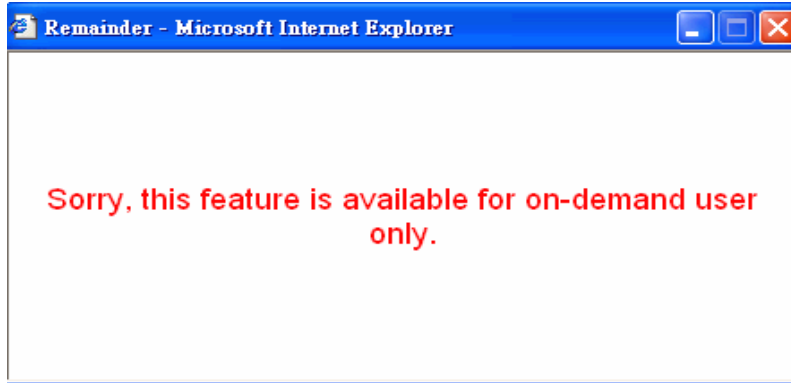 Remainder - Microsoft Internet Explorer
Sorry, this feature is available for on-demand user
only.